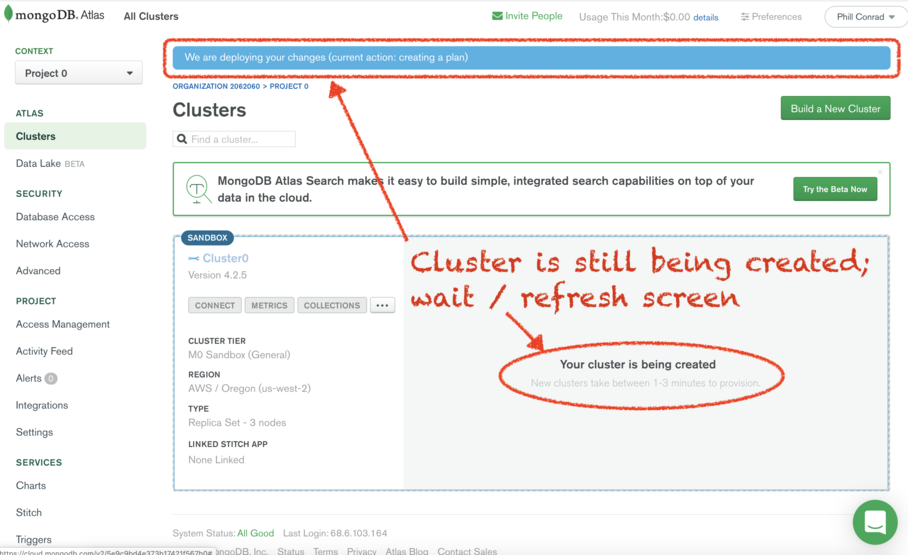 mongoDB. Atlas All Clusters Invite People Usage This Month:$0.00 details Preferences Phill Conrad
CONTEXT
Project 0
We are deploying your changes (current action: creating a plan)
ORGANIZATION 2062060 > PROJECT 0
Clusters
Build a New Cluster
Find a cluster...
ATLAS
Clusters
Data Lake BETA
SECURITY
Database Access
Network Access
Advanced
PROJECT
Access Management
Activity Feed
Alerts 0
Integrations
Settings
SERVICES
Charts
Stitch
Triggers
MongoDB Atlas Search makes it easy to build simple, integrated search capabilities on top of your
data in the cloud.
Try the Beta Now
SANDBOX
Cluster0
Version 4.2.5
CONNECT METRICS COLLECTIONS ...
CLUSTER TIER
M0 Sandbox (General)
REGION
AWS / Oregon (us-west-2)
TYPE
Replica Set - 3 nodes
LINKED STITCH APP
None Linked
Cluster is still being created;
wait / refresh screen
Your cluster is being created
New clusters take between 1-3 minutes to provision.
System Status: All Good Last Login: 68.6.103.164
ongoDB, Inc. Status Terms Privacy Atlas Blog Contact Sales